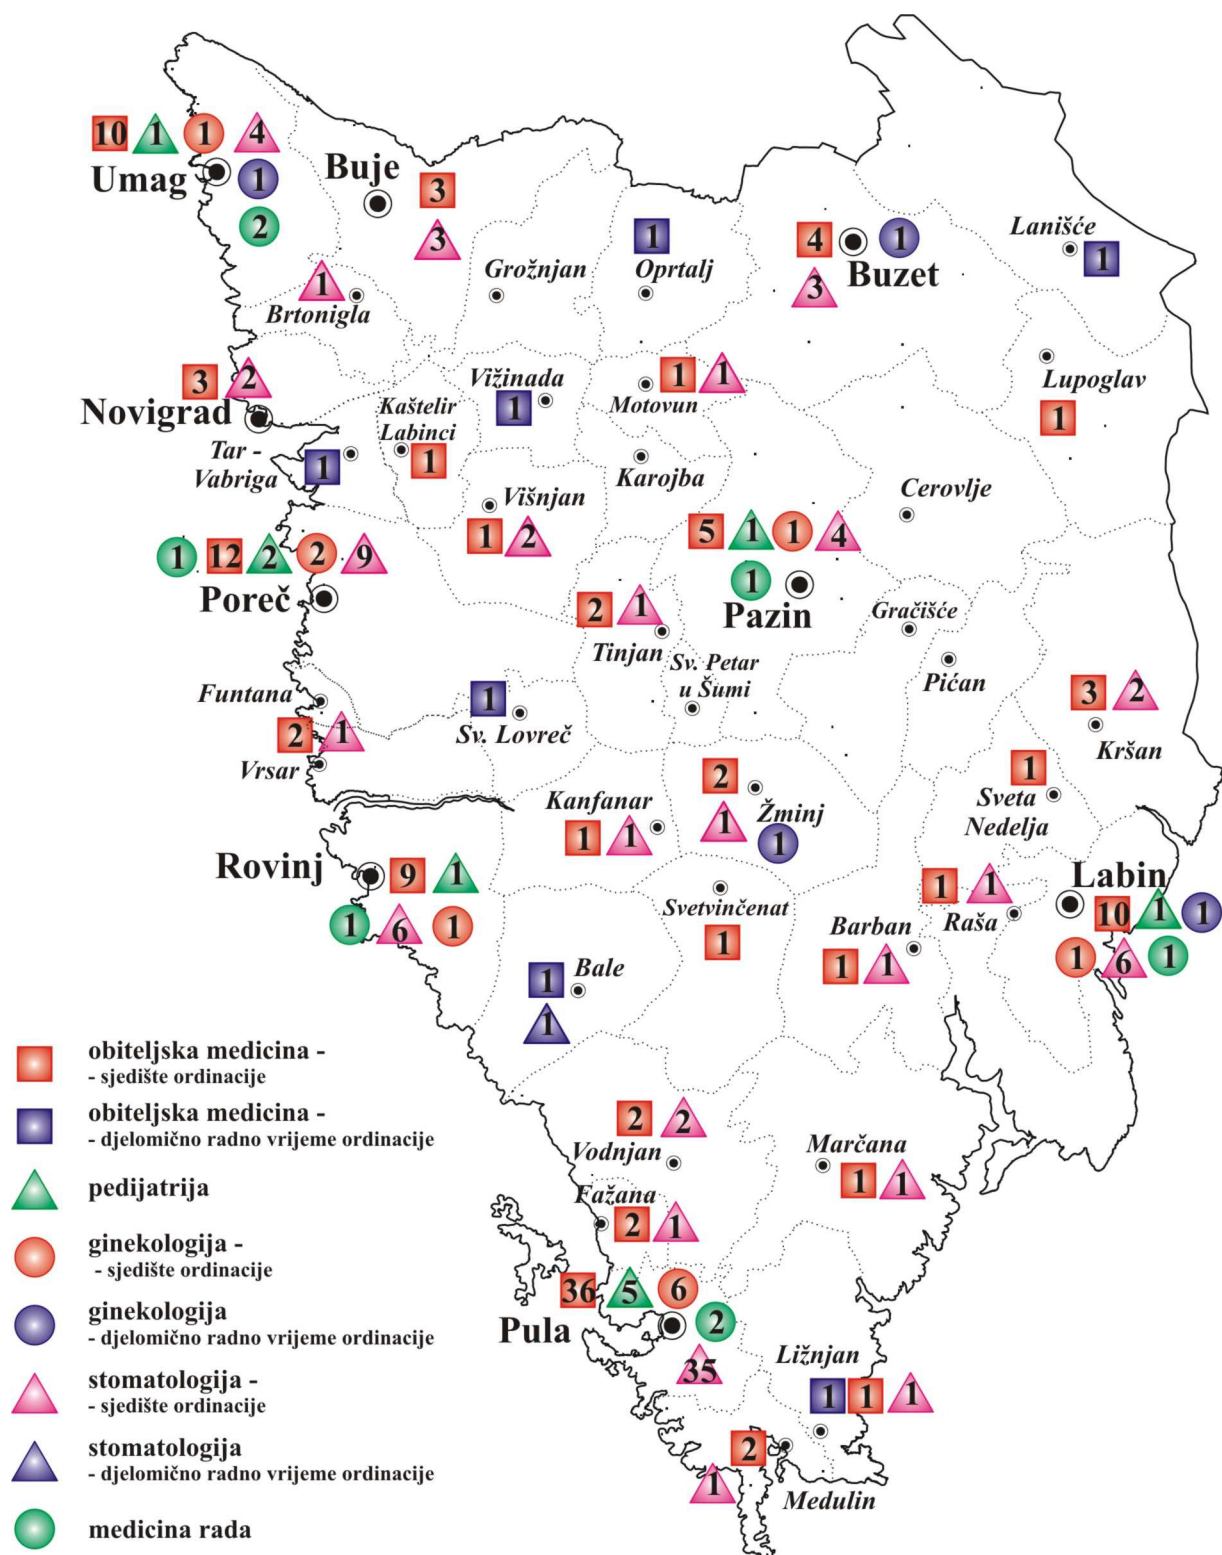 10 1 1 4
Umag
1
2
Buje
3
3
1
Brtonigla
Grožnjan
1
Oprtalj
4 1
Buzet
3
Lanišće
1
Lupoglav
1
3 2
Novigrad
Tar -
Vabriga
1
Kaštelir
Labinci
1
Vižinada
1
1 1
Motovun
Karojba
Višnjan
1 2
Cerovlje
1 12 2 2 9
Poreč
5 1 1 4
1
Pazin
2 1
Tinjan
Sv. Petar
u Šumi
Gračišće
Pićan
3 2
Kršan
Funtana
2 1
Vrsar
1
Sv. Lovreč
Kanfanar
1 1
2
1
Žminj
1
1
Sveta
Nedelja
Rovinj
9 1
1 6 1
Svetvinčenat
1
Barban
1 1
1 1
Raša
Labin
10 1 1
1 6 1
1
Bale
1
2 2
Vodnjan
Marčana
1 1
Fažana
2 1
36 5 6
Pula
2
35
Ližnjan
1 1 1
2
1
Medulin
obiteljska medicina -
- sjedište ordinacije
obiteljska medicina -
- djelomično radno vrijeme ordinacije
pedijatrija
ginekologija -
- sjedište ordinacije
ginekologija
- djelomično radno vrijeme ordinacije
stomatologija -
- sjedište ordinacije
stomatologija
- djelomično radno vrijeme ordinacije
medicina rada